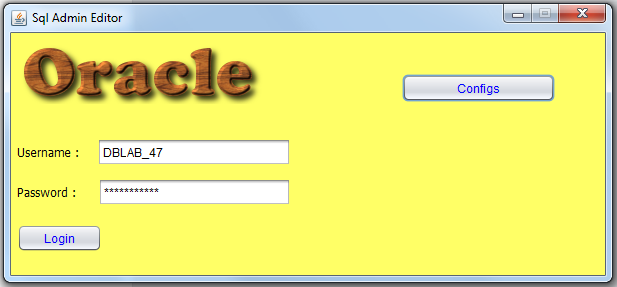 Sql Admin Editor
Oracle
Configs
Username :
DBLAB_47
Password :
***********
Login